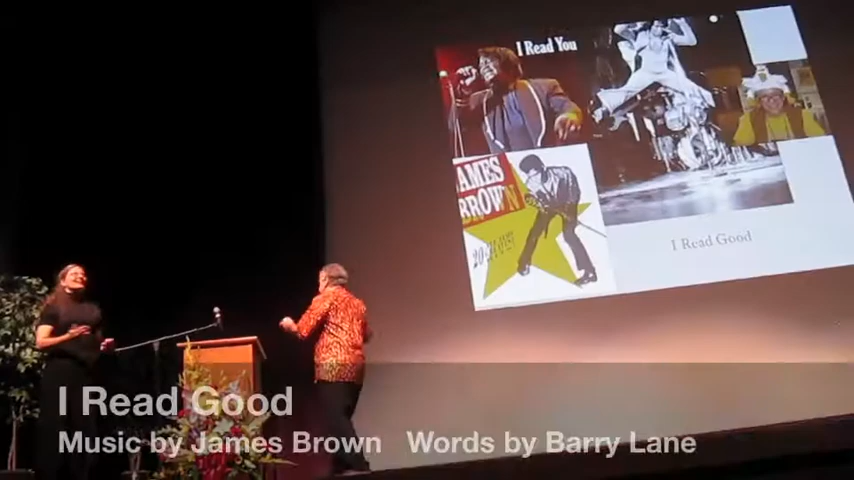 I Read You
JAMES
BROWN
I Read Good
I Read Good
Music by James Brown Words by Barry Lane